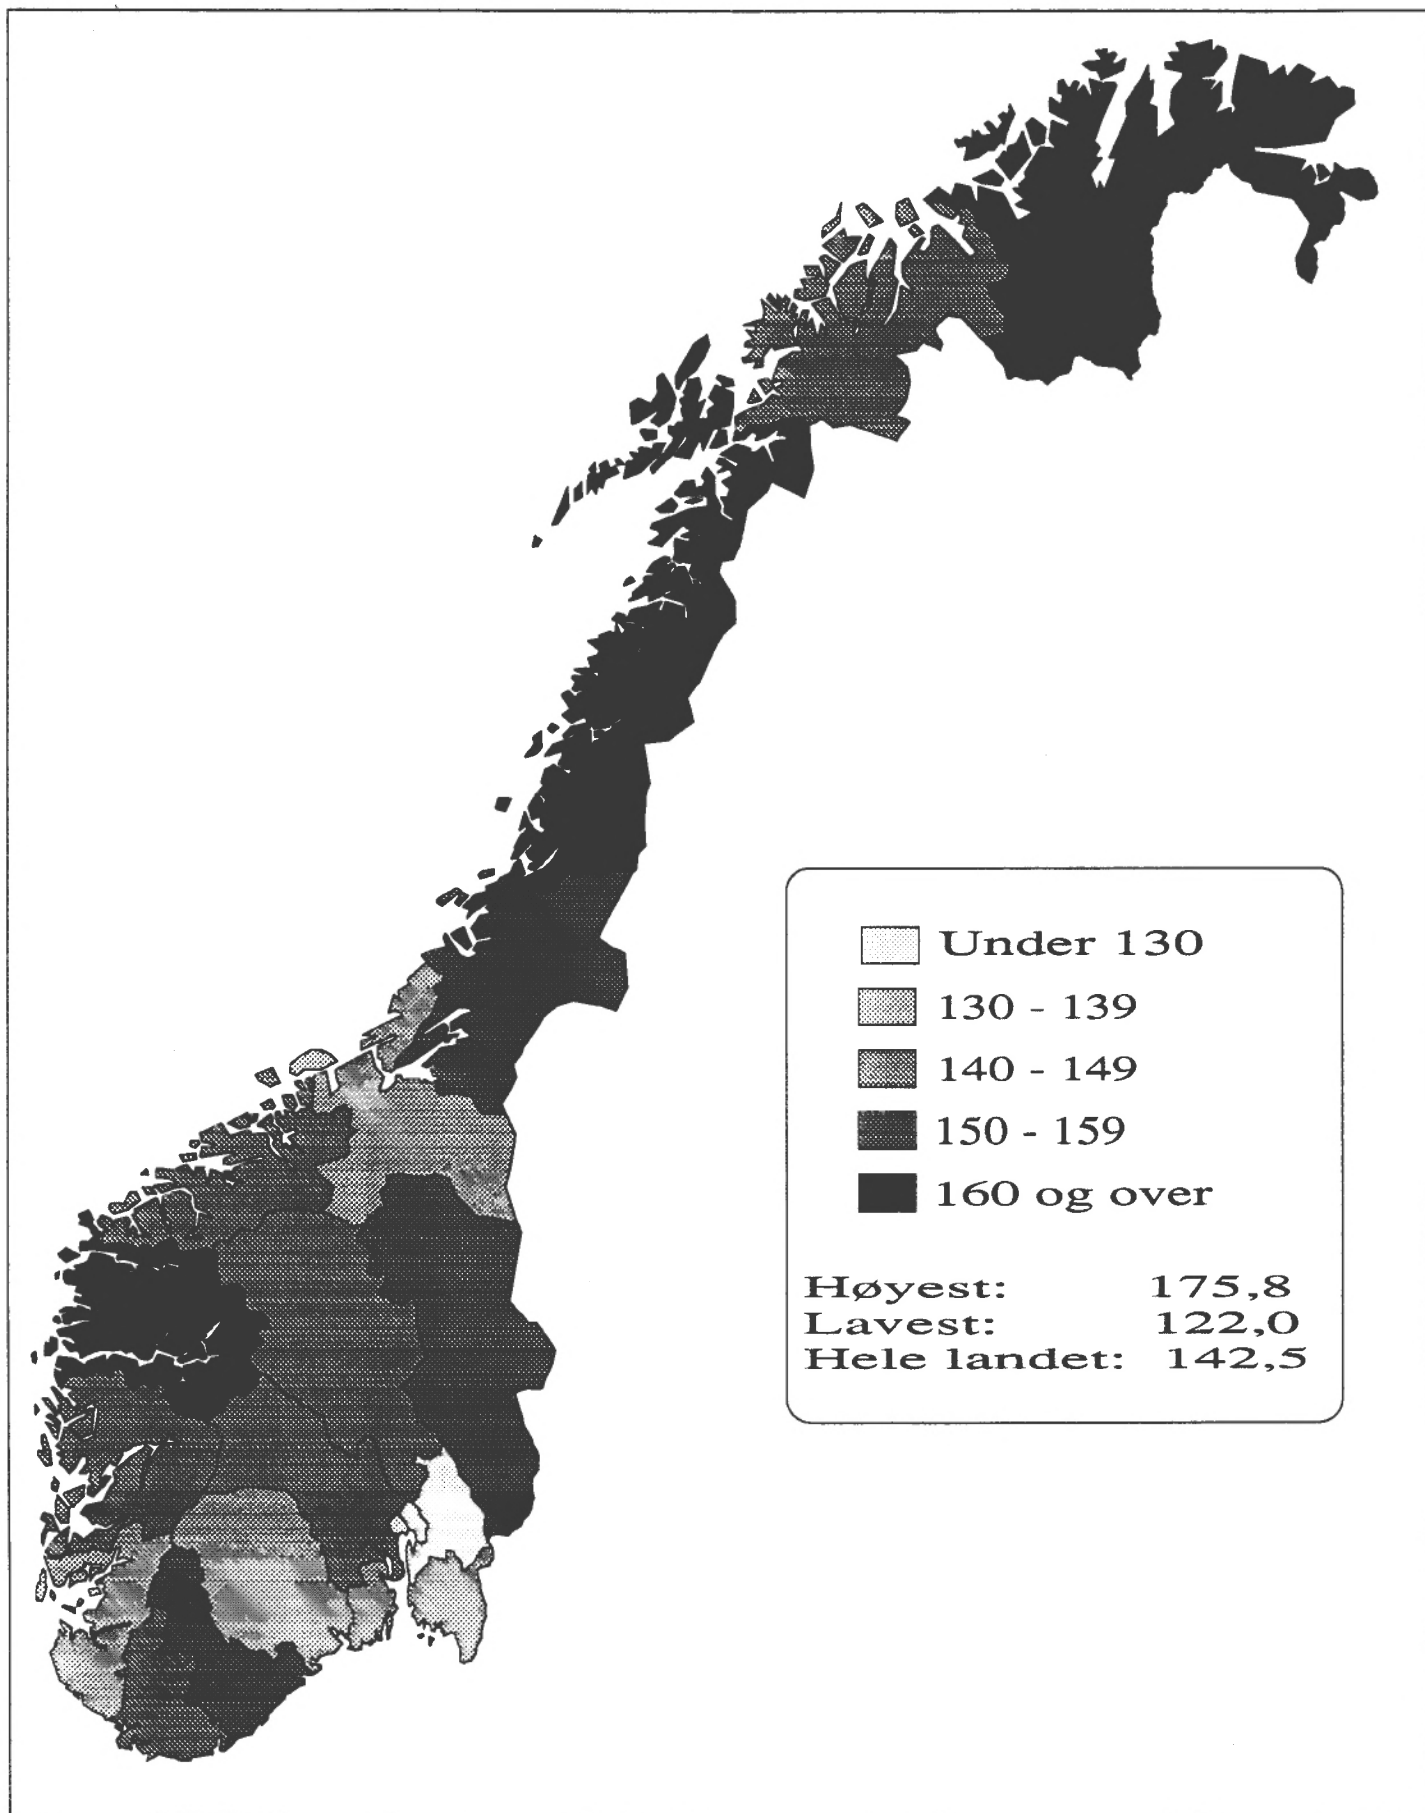 Under 130
130 - 139
140 - 149
150 - 159
160 og over
Høyest: 175,8
Lavest: 122,0
Hele landet: 142,5